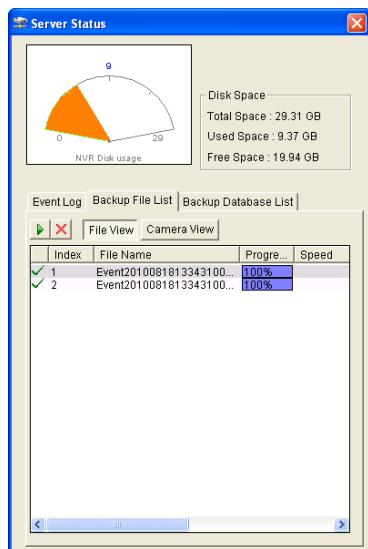 Server Status
9
0
29
NVR Disk usage
Disk Space
Total Space : 29.31 GB
Used Space : 9.37 GB
Free Space : 19.94 GB
Event Log Backup File List Backup Database List
File View Camera View
Index File Name Progre... Speed
1 Event2010081813343100... 100%
2 Event2010081813343100... 100%